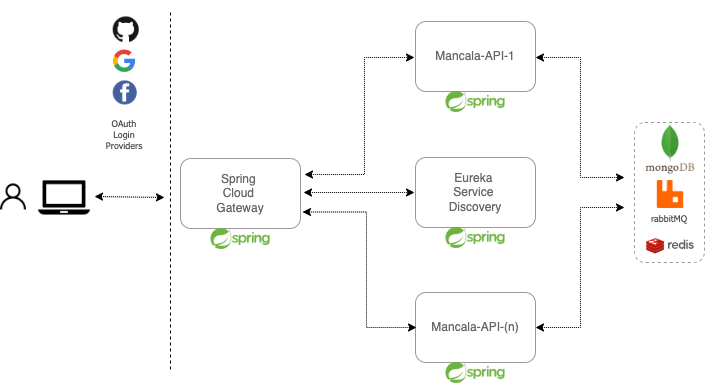 OAuth
Login
Providers
Spring
Cloud
Gateway
spring
Mancala-API-1
spring
Eureka
Service
Discovery
spring
Mancala-API-(n)
spring
mongoDB
rabbitMQ
redis